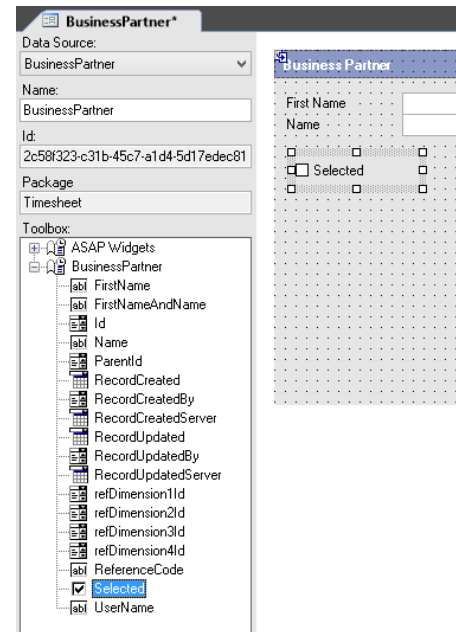 BusinessPartner*
Data Source:
BusinessPartner
Name:
BusinessPartner
Id:
2c58f323-c31b-45c7-a1d4-5d17edec81
Package
Timesheet
Toolbox:
ASAP Widgets
BusinessPartner
FirstName
FirstNameAndName
Id
Name
ParentId
RecordCreated
RecordCreatedBy
RecordCreatedServer
RecordUpdated
RecordUpdatedBy
RecordUpdatedServer
refDimension1Id
refDimension2Id
refDimension3Id
refDimension4Id
ReferenceCode
Selected
UserName
Business Partner
First Name
Name
Selected